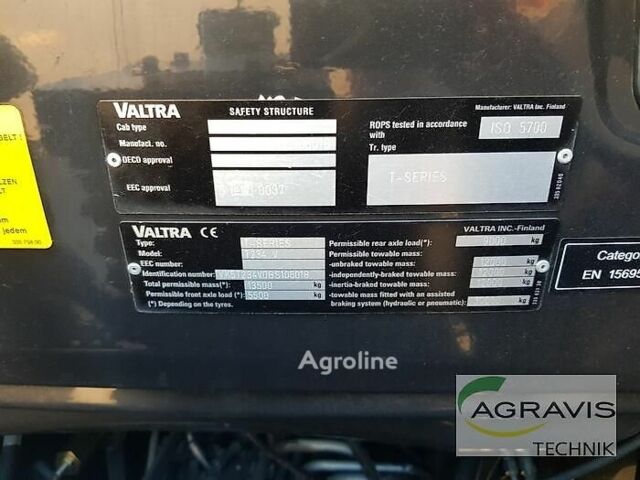 VALTRA SAFETY STRUCTURE Manufacturer: VALTRA Inc. Finland
Cab type
Manufact. no.
OECD approval
EEC approval
ROPS tested in accordance with ISO 5700
Tr. type T-SERIES
VALTRA CE VALTRA INC.-Finland
Type: T-SERIES
Model: T234 V
EEC number:
Identification number:
Total permissible mass(*): 13500 kg
Permissible front axle load(*): 5500 kg
(*) Depending on the tyres.
Permissible rear axle load(*): kg
Permissible towable mass:
-unbraked towable mass: kg
-independently-braked towable mass: kg
-inertia-braked towable mass: kg
-towable mass fitted with an assisted braking system (hydraulic or pneumatic) kg
BELT !
LZEN
jedem
Catego
EN 15695
Agroline
AGRAVIS
TECHNIK